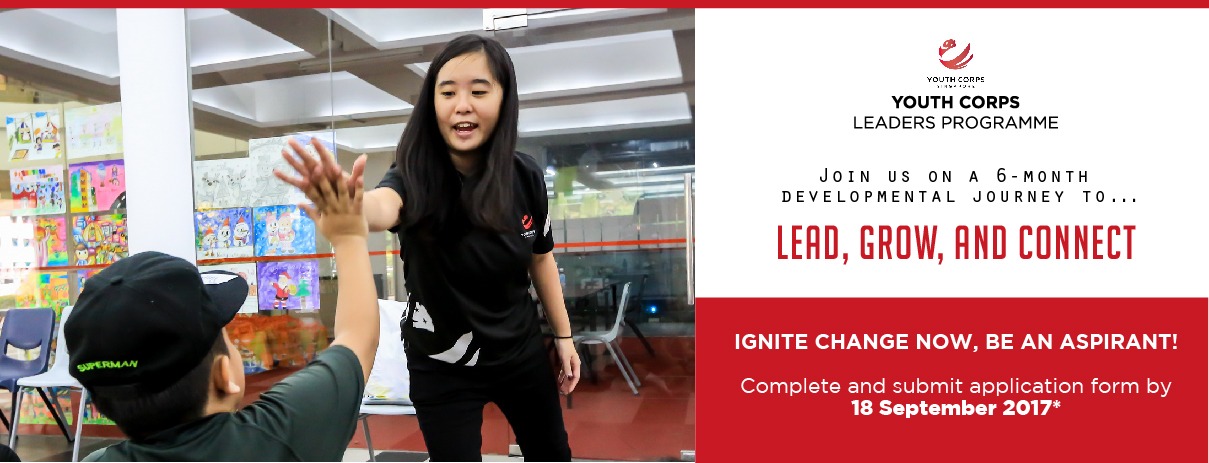 YOUTH CORPS
SINGAPORE
YOUTH CORPS
LEADERS PROGRAMME
JOIN US ON A 6-MONTH
DEVELOPMENTAL JOURNEY TO...
LEAD, GROW, AND CONNECT
IGNITE CHANGE NOW, BE AN ASPIRANT!
Complete and submit application form by
18 September 2017*
SUPERMAN